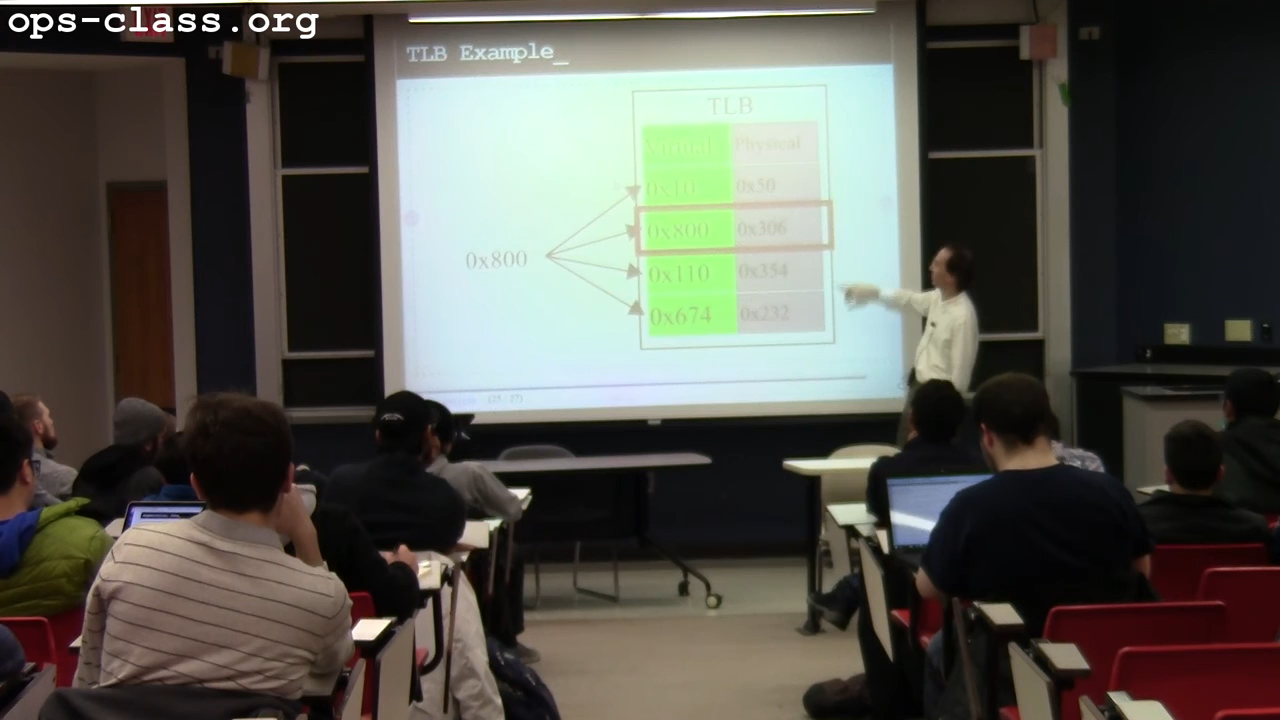 ops-class.org
TLB Example_
TLB
Virtual Physical
0x10 0x50
0x800 0x306
0x800
0x110 0x354
0x674 0x232